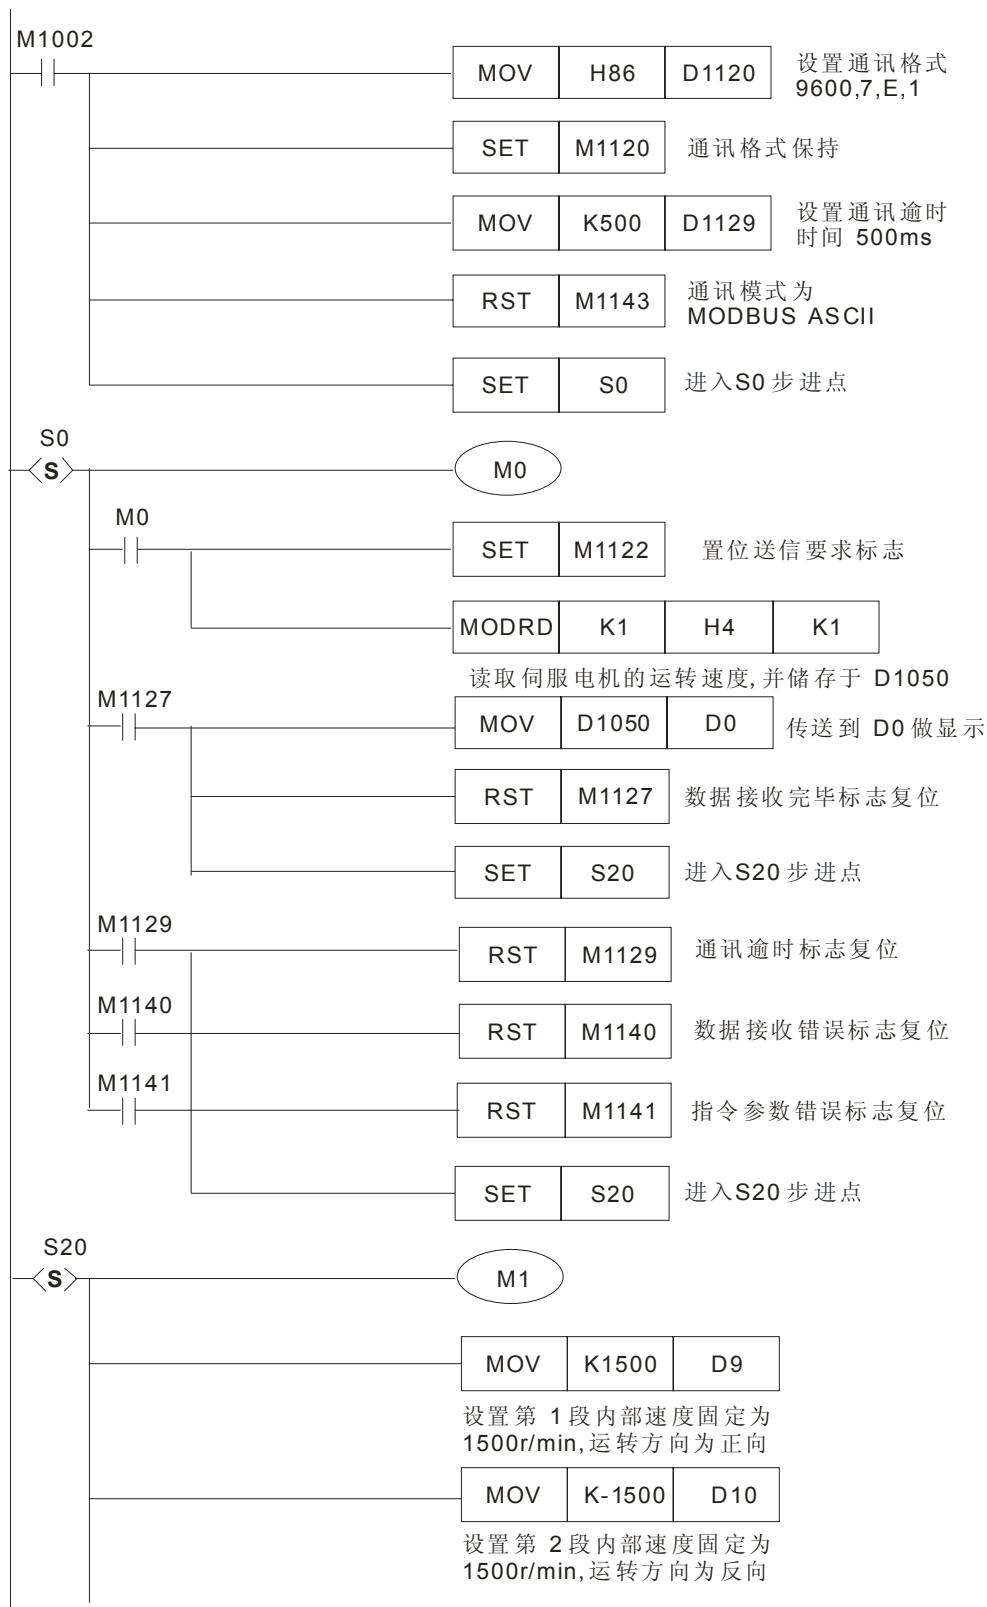 M1002
MOV H86 D1120
设置通讯格式
9600,7,E,1
SET M1120 通讯格式保持
MOV K500 D1129
设置通讯逾时
时间 500ms
RST M1143
通讯模式为
MODBUS ASCII
SET S0 进入S0步进点
S0
S
M0
M0
SET M1122 置位送信要求标志
MODRD K1 H4 K1
读取伺服电机的运转速度,并储存于 D1050
M1127
MOV D1050 D0 传送到 D0做显示
RST M1127 数据接收完毕标志复位
SET S20 进入S20步进点
M1129
RST M1129 通讯逾时标志复位
M1140
RST M1140 数据接收错误标志复位
M1141
RST M1141 指令参数错误标志复位
SET S20 进入S20步进点
S20
S
M1
MOV K1500 D9
设置第 1段内部速度固定为
1500r/min,运转方向为正向
MOV K-1500 D10
设置第 2段内部速度固定为
1500r/min,运转方向为反向